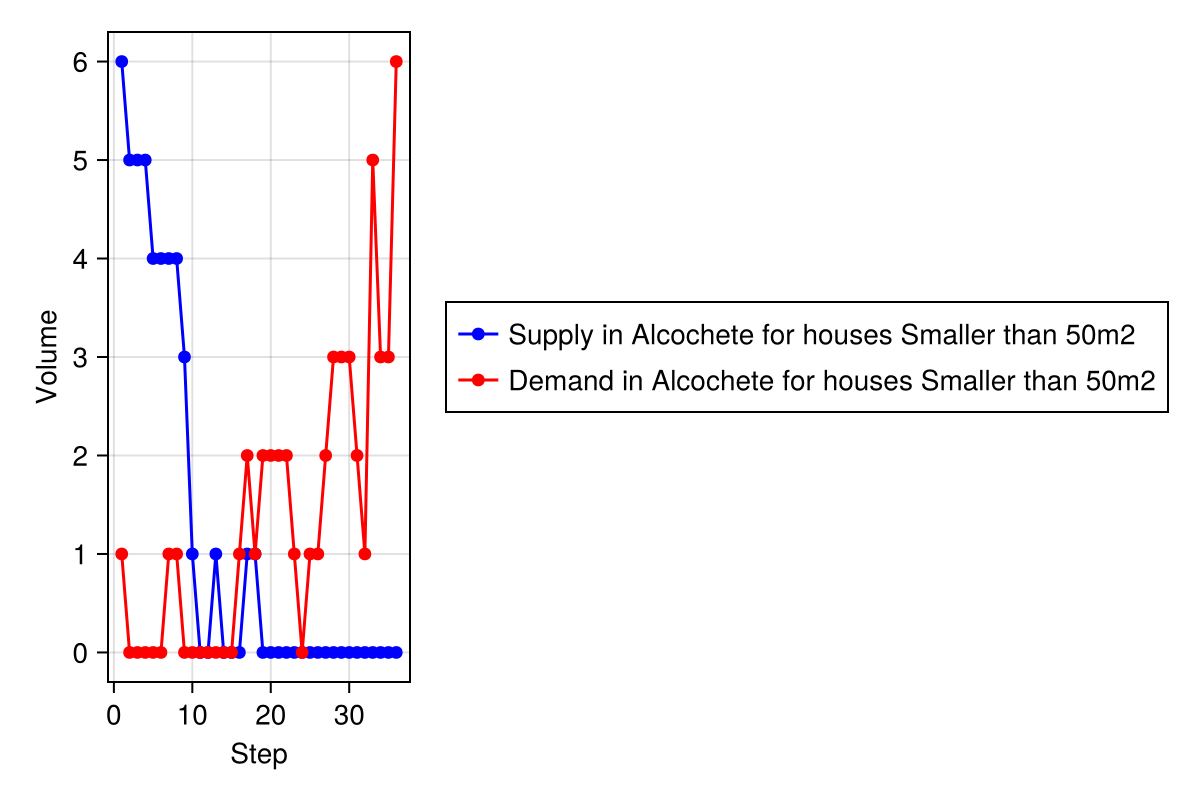 6
5
4
3
2
1
0
Volume
0 10 20 30
Step
Supply in Alcochete for houses Smaller than 50m2
Demand in Alcochete for houses Smaller than 50m2